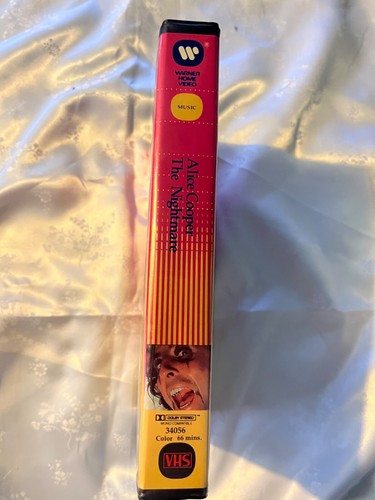 WARNER
HOME
VIDEO
MUSIC
Alice Cooper
The Nightmare
DOLBY STEREO
MONO COMPATIBLE
34056
Color 66 mins.
VHS